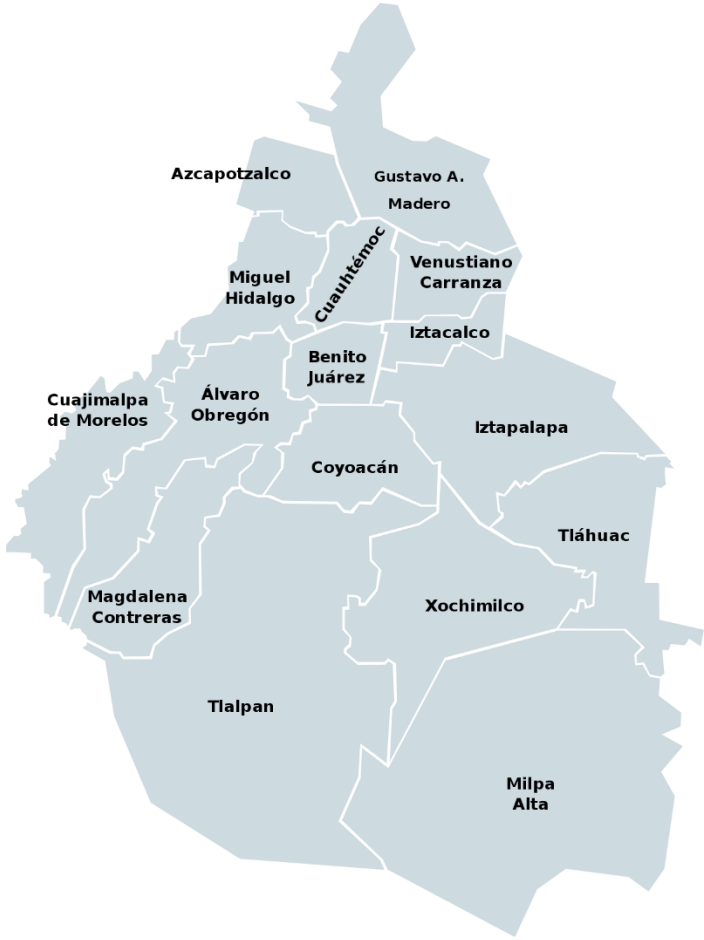 Azcapotzalco
Gustavo A.
Madero
Cuauhtémoc
Venustiano
Carranza
Miguel
Hidalgo
Iztacalco
Benito
Juárez
Álvaro
Obregón
Cuajimalpa
de Morelos
Iztapalapa
Coyoacán
Tláhuac
Magdalena
Contreras
Xochimilco
Tlalpan
Milpa
Alta